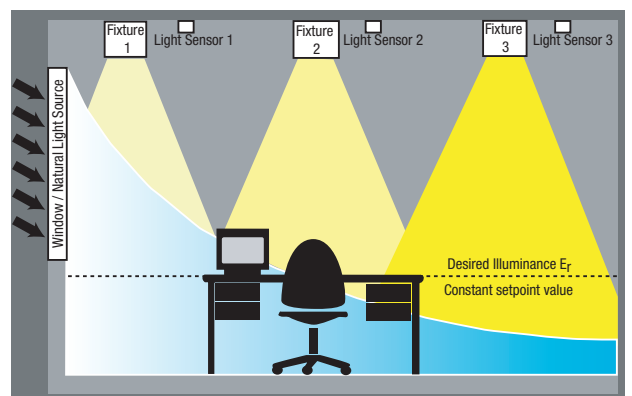 Fixture
1
Light Sensor 1
Fixture
2
Light Sensor 2
Fixture
3
Light Sensor 3
Window / Natural Light Source
Desired Illuminance Er
Constant setpoint value